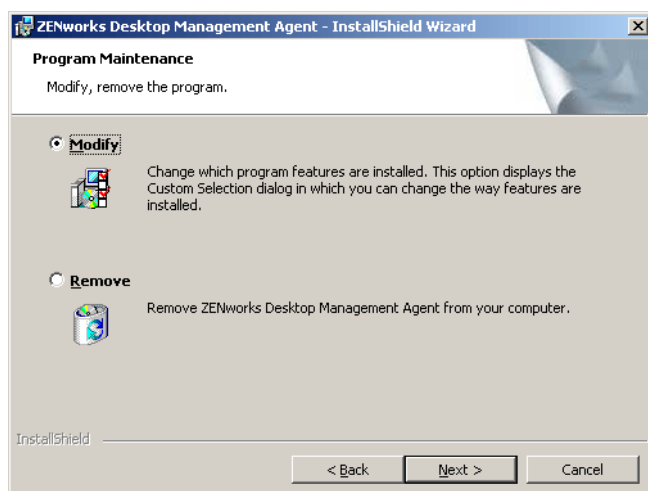 ZENworks Desktop Management Agent - InstallShield Wizard
Program Maintenance
Modify, remove the program.
Modify
Change which program features are installed. This option displays the
Custom Selection dialog in which you can change the way features are
installed.
Remove
Remove ZENworks Desktop Management Agent from your computer.
InstallShield
< Back Next > Cancel